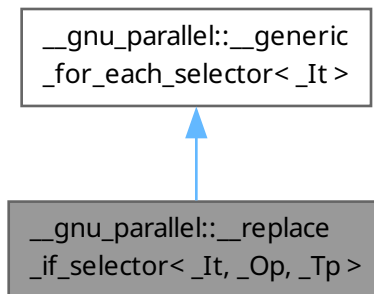 __gnu_parallel::__generic
_for_each_selector< _It >
__gnu_parallel::__replace
_if_selector< _It, _Op, _Tp >